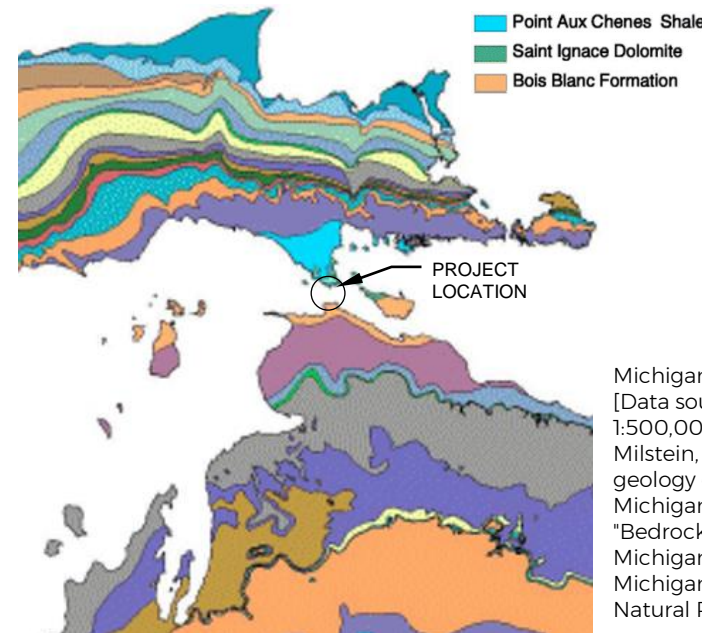 Point Aux Chenes Shale
Saint Ignace Dolomite
Bois Blanc Formation
PROJECT
LOCATION
Michigan
[Data sou
1:500,00
Milstein,
geology
Michigan
"Bedrock
Michigan
Michigan
Natural